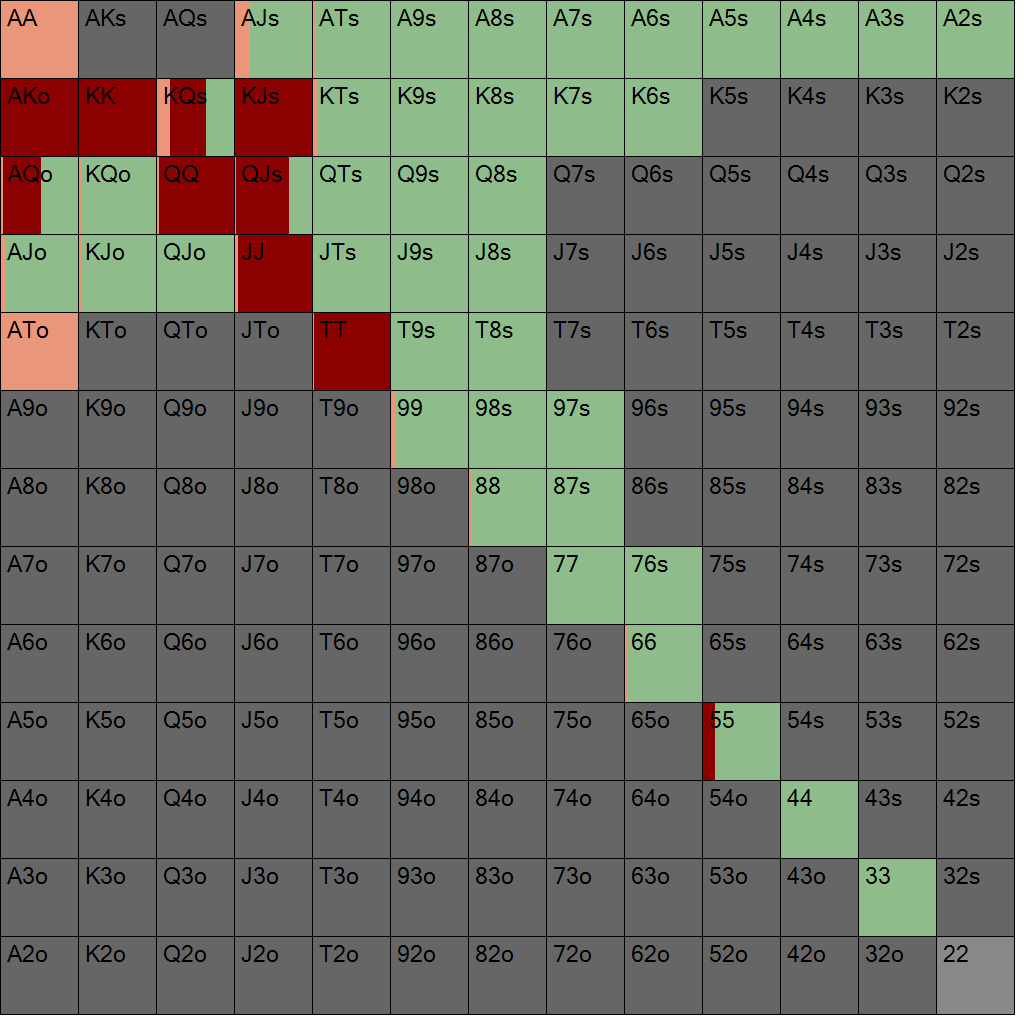 AA AKs AQs AJs ATs A9s A8s A7s A6s A5s A4s A3s A2s
AKo KK KQs KJs KTs K9s K8s K7s K6s K5s K4s K3s K2s
AQo KQo QQ QJs QTs Q9s Q8s Q7s Q6s Q5s Q4s Q3s Q2s
AJo KJo QJo JJ JTs J9s J8s J7s J6s J5s J4s J3s J2s
ATo KTo QTo JTo TT T9s T8s T7s T6s T5s T4s T3s T2s
A9o K9o Q9o J9o T9o 99 98s 97s 96s 95s 94s 93s 92s
A8o K8o Q8o J8o T8o 98o 88 87s 86s 85s 84s 83s 82s
A7o K7o Q7o J7o T7o 97o 87o 77 76s 75s 74s 73s 72s
A6o K6o Q6o J6o T6o 96o 86o 76o 66 65s 64s 63s 62s
A5o K5o Q5o J5o T5o 95o 85o 75o 65o 55 54s 53s 52s
A4o K4o Q4o J4o T4o 94o 84o 74o 64o 54o 44 43s 42s
A3o K3o Q3o J3o T3o 93o 83o 73o 63o 53o 43o 33 32s
A2o K2o Q2o J2o T2o 92o 82o 72o 62o 52o 42o 32o 22